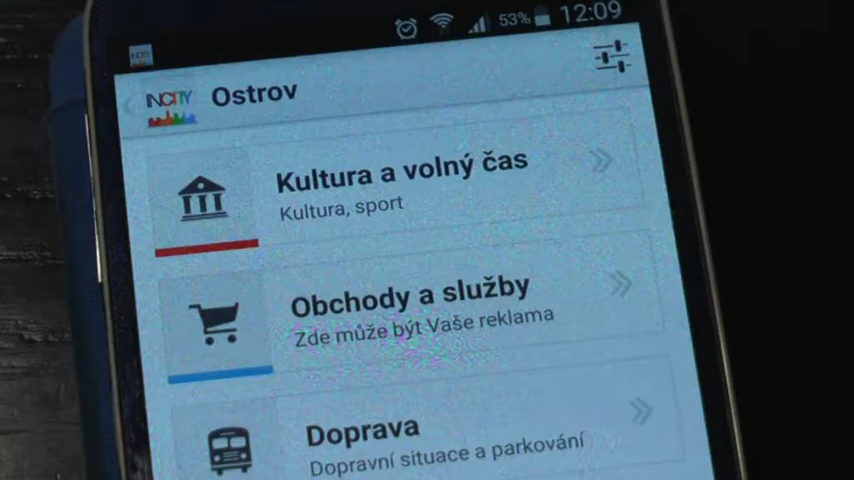 53% 12:09
INCITY Ostrov
Kultura a volný čas
Kultura, sport
Obchody a služby
Zde může být Vaše reklama
Doprava
Dopravní situace a parkování